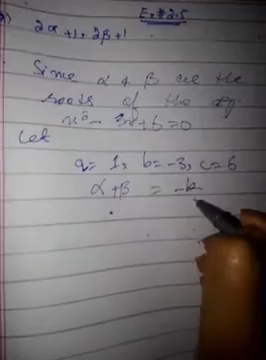 Ex # 2.5
2α+1, 2β+1
Since α & β are the
roots of the eq
x² - 3x + 6 = 0
Let
a = 1, b = -3, c = 6
α + β = -b